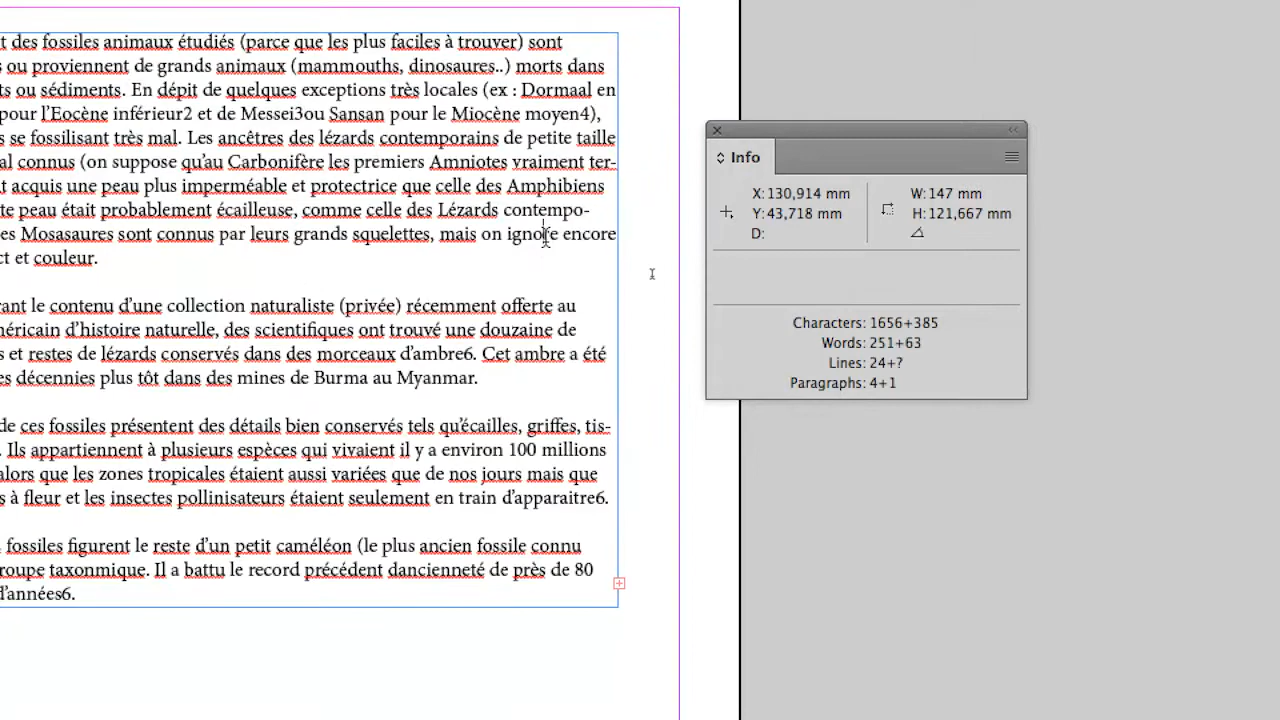 t des fossiles animaux étudiés (parce que les plus faciles à trouver) sont
s ou proviennent de grands animaux (mammouths, dinosaures..) morts dans
ts ou sédiments. En dépit de quelques exceptions très locales (ex : Dormaal en
pour l’Eocène inférieur2 et de Messei3ou Sansan pour le Miocène moyen4),
s se fossilisant très mal. Les ancêtres des lézards contemporains de petite taille
al connus (on suppose qu’au Carbonifère les premiers Amniotes vraiment ter-
t acquis une peau plus imperméable et protectrice que celle des Amphibiens
te peau était probablement écailleuse, comme celle des Lézards contempo-
es Mosasaures sont connus par leurs grands squelettes, mais on ignore encore
ct et couleur.
rant le contenu d’une collection naturaliste (privée) récemment offerte au
néricain d’histoire naturelle, des scientifiques ont trouvé une douzaine de
s et restes de lézards conservés dans des morceaux d’ambre6. Cet ambre a été
es décennies plus tôt dans des mines de Burma au Myanmar.
de ces fossiles présentent des détails bien conservés tels qu’écailles, griffes, tis-
. Ils appartiennent à plusieurs espèces qui vivaient il y a environ 100 millions
alors que les zones tropicales étaient aussi variées que de nos jours mais que
s à fleur et les insectes pollinisateurs étaient seulement en train d’apparaitre6.
fossiles figurent le reste d’un petit caméléon (le plus ancien fossile connu
roupe taxonmique. Il a battu le record précédent dancienneté de près de 80
d’années6.
Info
X: 130,914 mm
Y: 43,718 mm
D:
W: 147 mm
H: 121,667 mm
Characters: 1656+385
Words: 251+63
Lines: 24+?
Paragraphs: 4+1